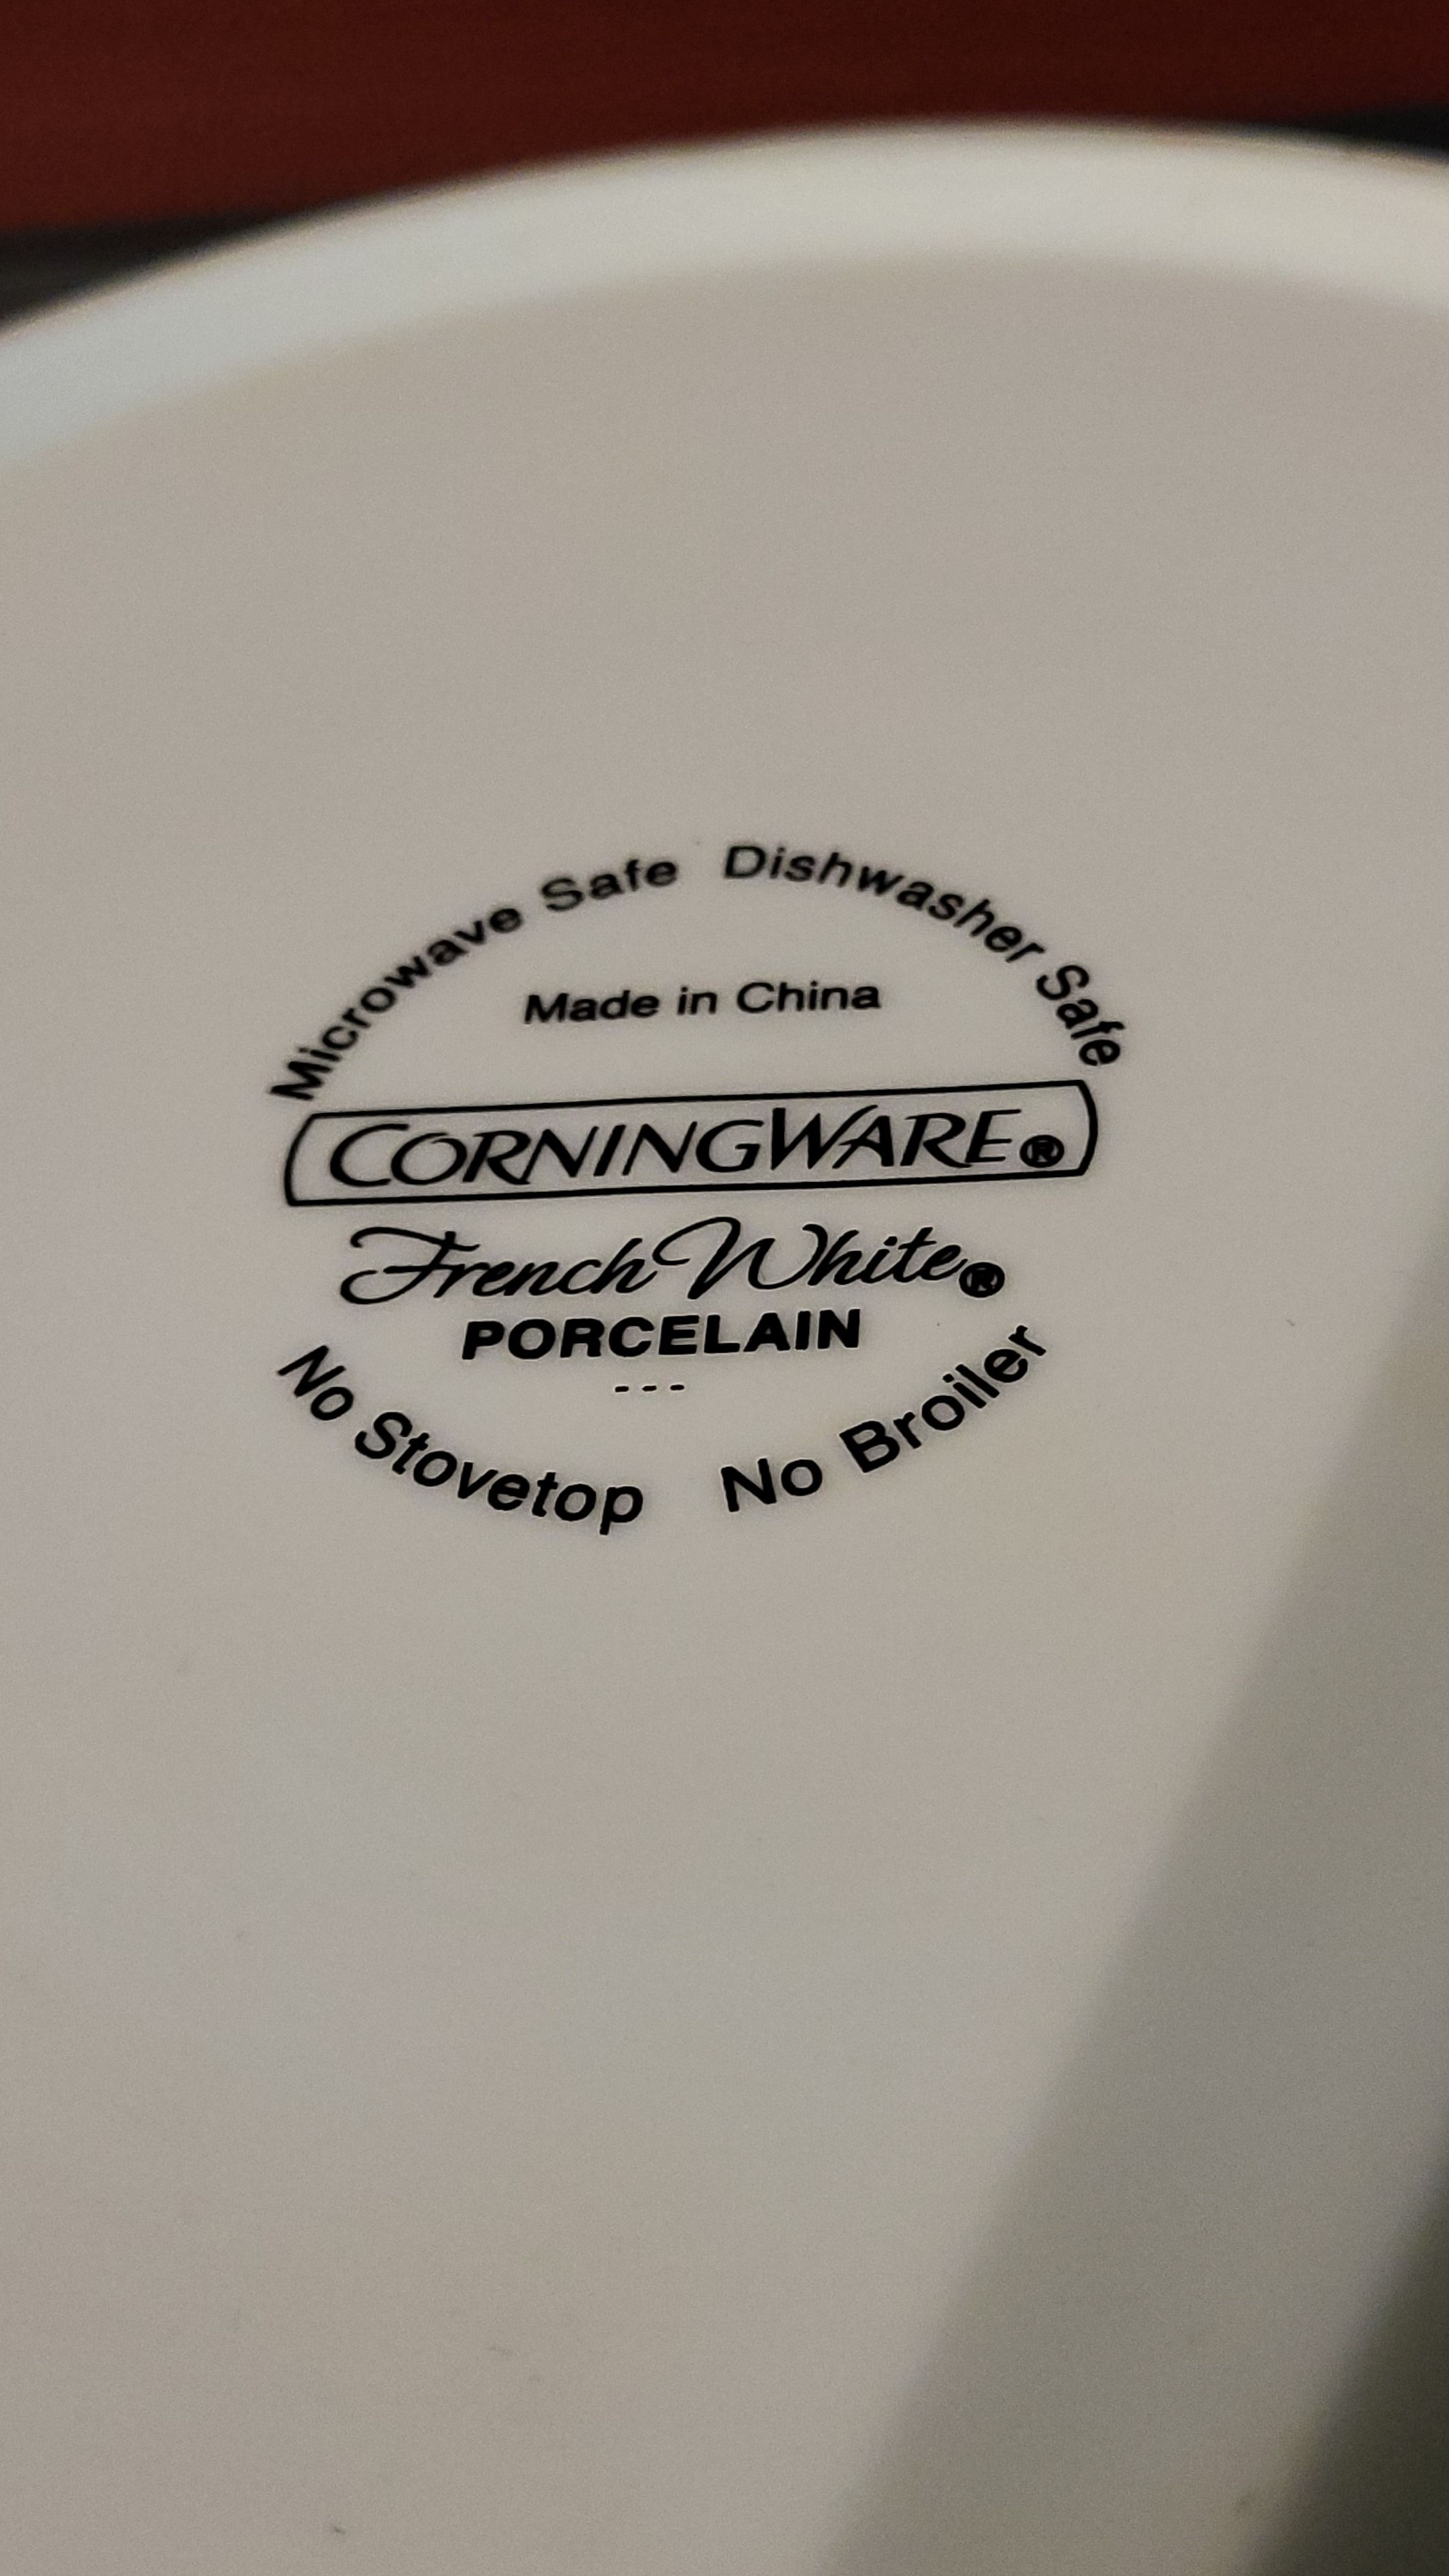 Microwave Safe Dishwasher Safe
Made in China
CORNINGWARE®
French White®
PORCELAIN
---
No Stovetop No Broiler